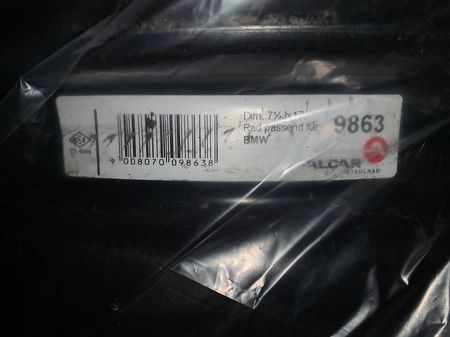 Dim. 7½Jx17
Rad passend für
BMW
9863
ALCAR
STAHLRAD
9 008070 098638